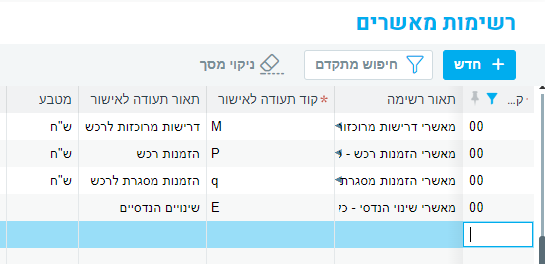 רשימות מאשרים
+ חדש חיפוש מתקדם ניקוי מסך
ק... תאור רשימה *קוד תעודה לאישור תאור תעודה לאישור מטבע
00 מאשרי דרישות מרוכזוו M דרישות מרוכזות לרכש ש"ח
00 מאשרי הזמנות רכש - P הזמנות רכש ש"ח
00 מאשרי הזמנות מסגרת q הזמנות מסגרת לרכש ש"ח
00 מאשרי שינוי הנדסי - כל E שינויים הנדסיים